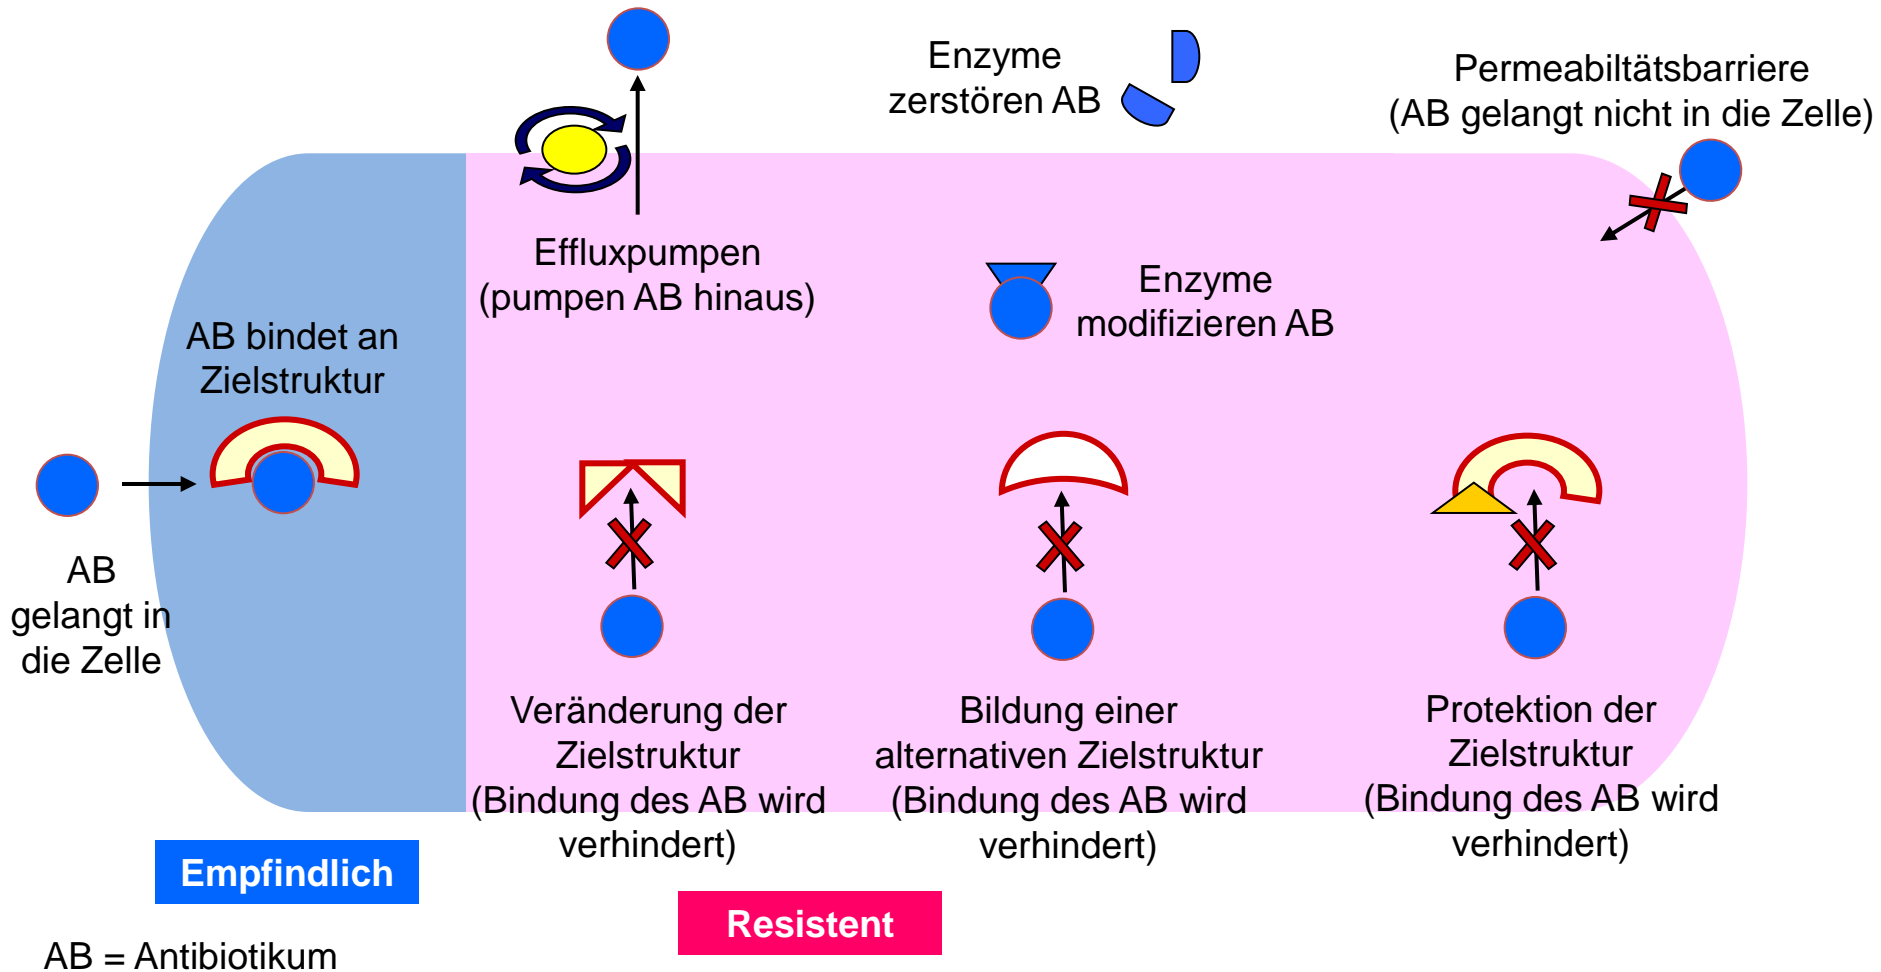 Enzyme
zerstören AB
Permeabiltätsbarriere
(AB gelangt nicht in die Zelle)
Effluxpumpen
(pumpen AB hinaus)
Enzyme
modifizieren AB
AB bindet an
Zielstruktur
AB
gelangt in
die Zelle
Veränderung der
Zielstruktur
(Bindung des AB wird
verhindert)
Bildung einer
alternativen Zielstruktur
(Bindung des AB wird
verhindert)
Protektion der
Zielstruktur
(Bindung des AB wird
verhindert)
Empfindlich
Resistent
AB = Antibiotikum